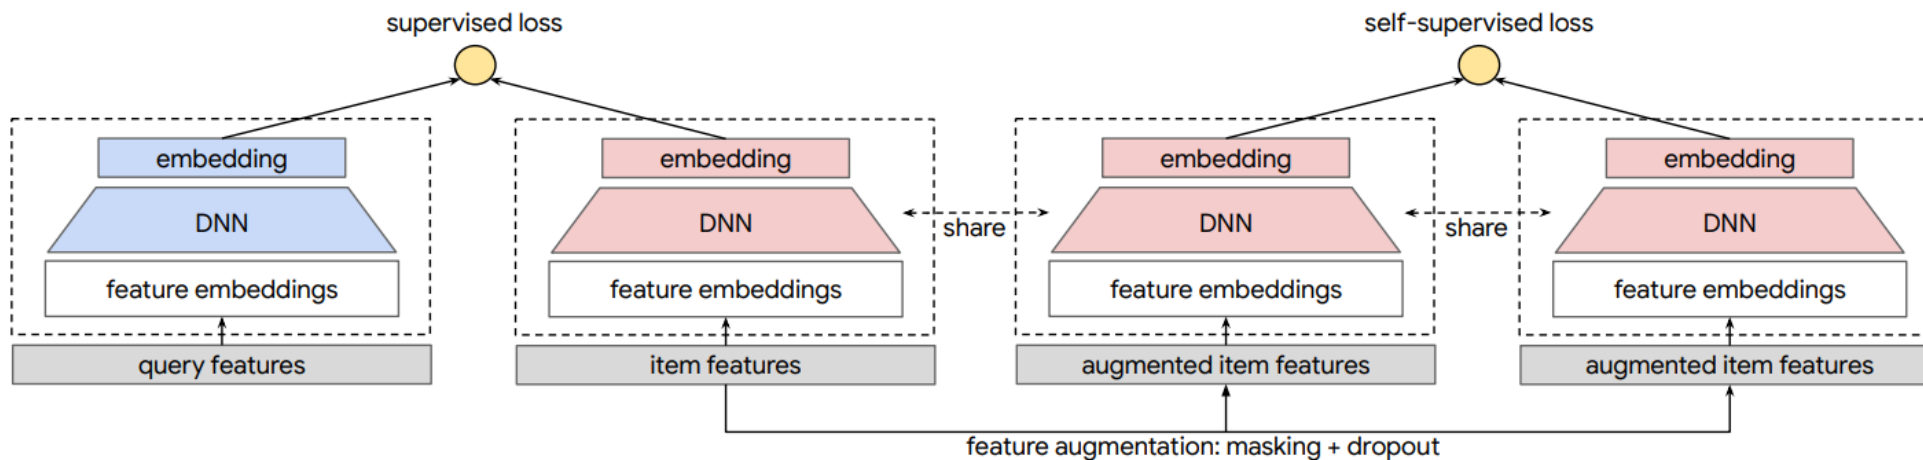 supervised loss
self-supervised loss
embedding
embedding
embedding
embedding
DNN
DNN
DNN
DNN
share
share
feature embeddings
feature embeddings
feature embeddings
feature embeddings
query features
item features
augmented item features
augmented item features
feature augmentation: masking + dropout